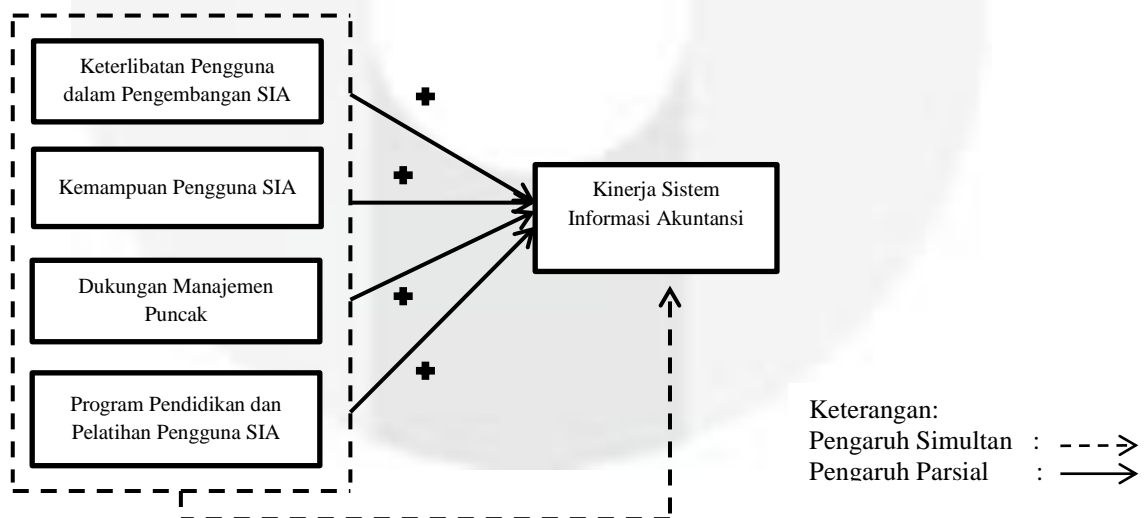 Keterlibatan Pengguna
dalam Pengembangan SIA
Kemampuan Pengguna SIA
Dukungan Manajemen
Puncak
Program Pendidikan dan
Pelatihan Pengguna SIA
Kinerja Sistem
Informasi Akuntansi
Keterangan:
Pengaruh Simultan :
Pengaruh Parsial :